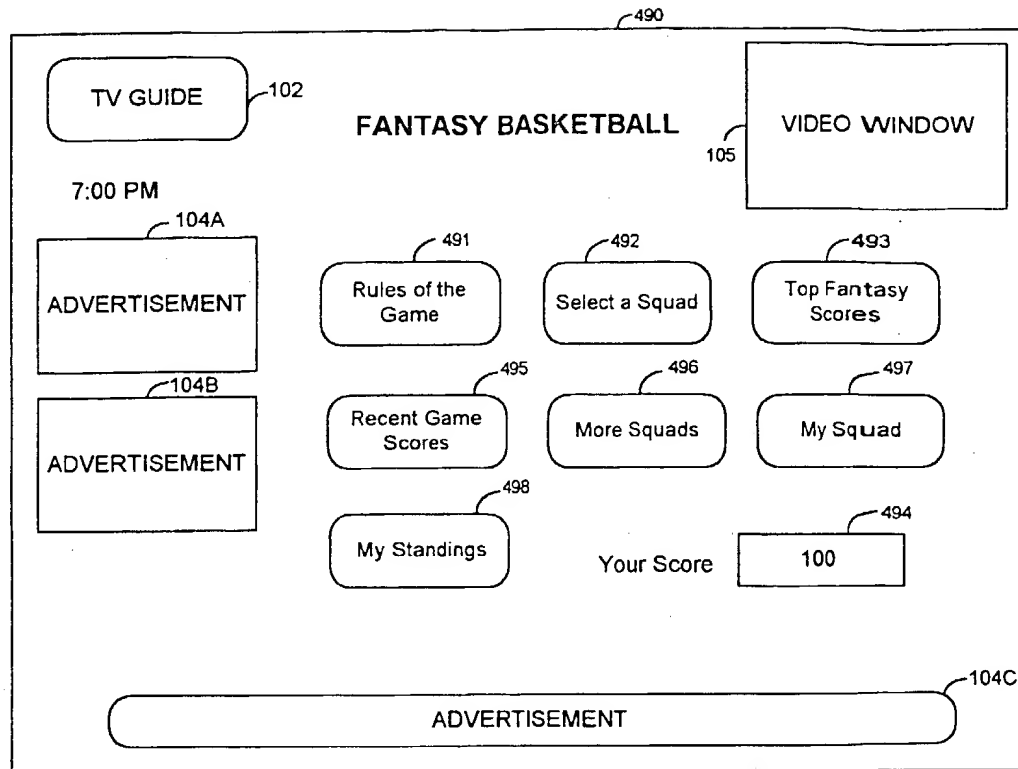 490
TV GUIDE
102
FANTASY BASKETBALL
105
VIDEO WINDOW
7:00 PM
104A
ADVERTISEMENT
104B
ADVERTISEMENT
491
Rules of the
Game
492
Select a Squad
493
Top Fantasy
Scores
495
Recent Game
Scores
496
More Squads
497
My Squad
498
My Standings
Your Score
494
100
104C
ADVERTISEMENT